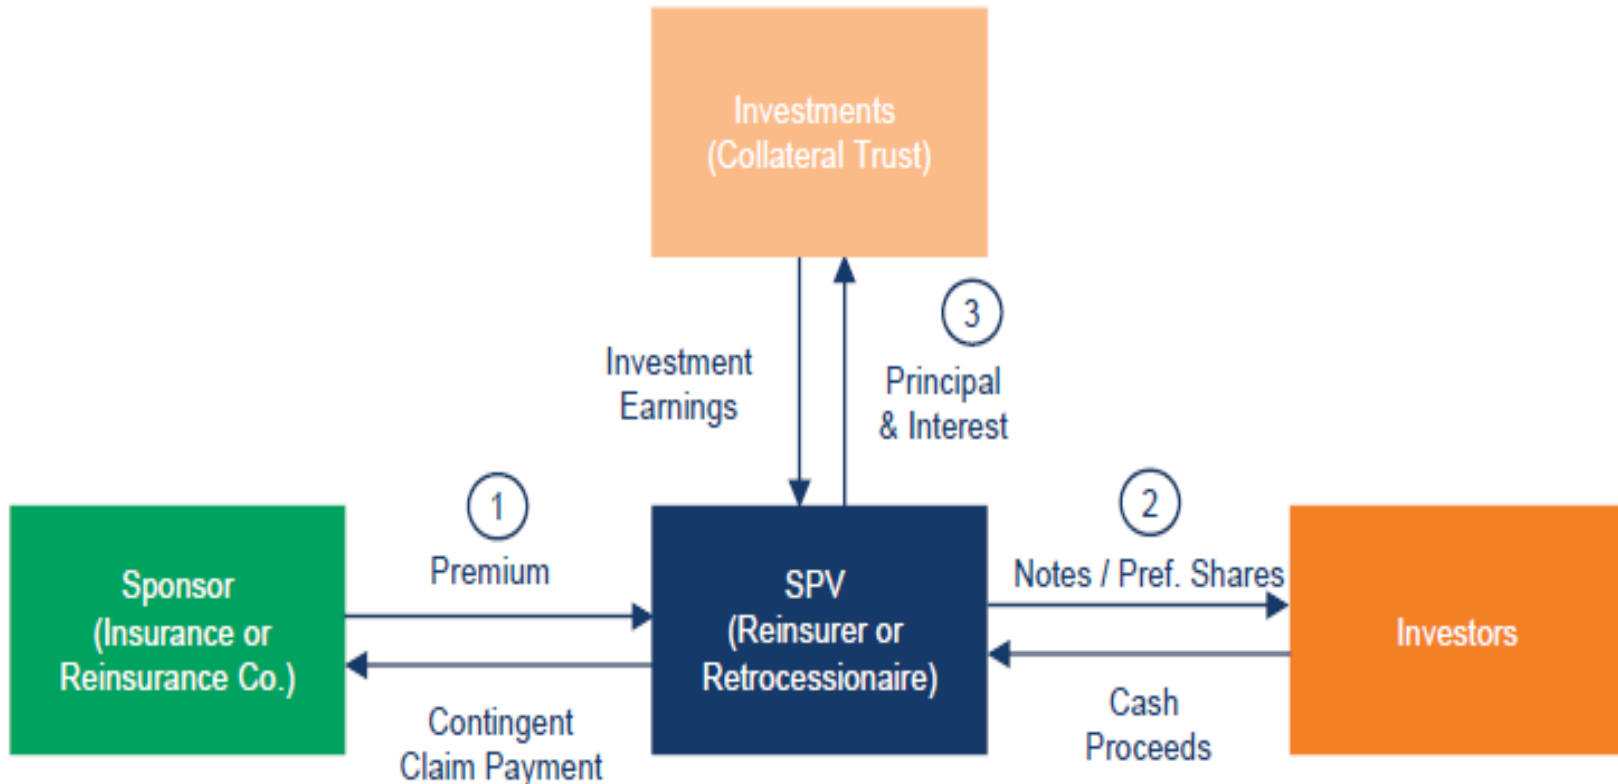 Investments
(Collateral Trust)
3
Investment
Earnings
Principal
& Interest
1
Premium
2
Notes / Pref. Shares
Sponsor
(Insurance or
Reinsurance Co.)
SPV
(Reinsurer or
Retrocessionaire)
Investors
Contingent
Claim Payment
Cash
Proceeds